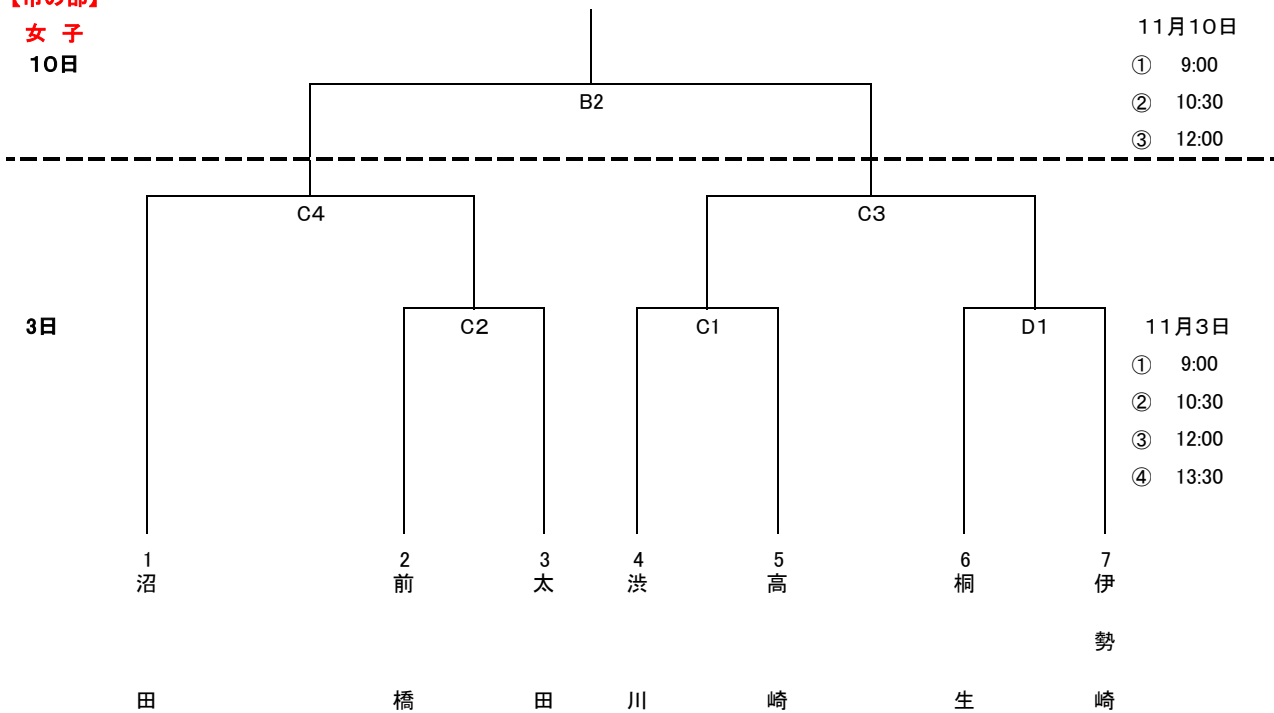 【市の部】
女 子
10日
11月10日
① 9:00
② 10:30
③ 12:00
B2
C4
C3
3日
C2
C1
D1
11月3日
① 9:00
② 10:30
③ 12:00
④ 13:30
1 沼田
2 前橋
3 太田
4 渋川
5 高崎
6 桐生
7 伊勢崎